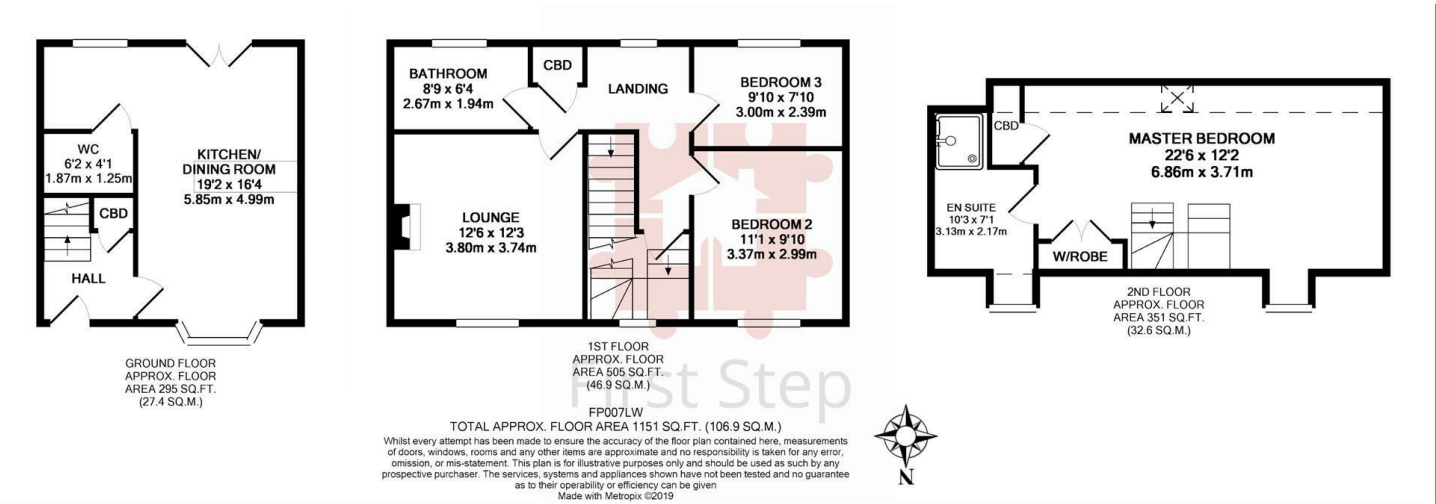 KITCHEN/
DINING ROOM
19'2 x 16'4
5.85m x 4.99m
WC
6'2 x 4'1
1.87m x 1.25m
CBD
HALL
GROUND FLOOR
APPROX. FLOOR
AREA 295 SQ.FT.
(27.4 SQ.M.)
BATHROOM
8'9 x 6'4
2.67m x 1.94m
CBD
LANDING
BEDROOM 3
9'10 x 7'10
3.00m x 2.39m
LOUNGE
12'6 x 12'3
3.80m x 3.74m
BEDROOM 2
11'1 x 9'10
3.37m x 2.99m
1ST FLOOR
APPROX. FLOOR
AREA 505 SQ.FT.
(46.9 SQ.M.)
CBD
MASTER BEDROOM
22'6 x 12'2
6.86m x 3.71m
EN SUITE
10'3 x 7'1
3.13m x 2.17m
W/ROBE
2ND FLOOR
APPROX. FLOOR
AREA 351 SQ.FT.
(32.6 SQ.M.)
First Step
FP007LW
TOTAL APPROX. FLOOR AREA 1151 SQ.FT. (106.9 SQ.M.)
Whilst every attempt has been made to ensure the accuracy of the floor plan contained here, measurements
of doors, windows, rooms and any other items are approximate and no responsibility is taken for any error,
omission, or mis-statement. This plan is for illustrative purposes only and should be used as such by any
prospective purchaser. The services, systems and appliances shown have not been tested and no guarantee
as to their operability or efficiency can be given
Made with Metropix ©2019
N